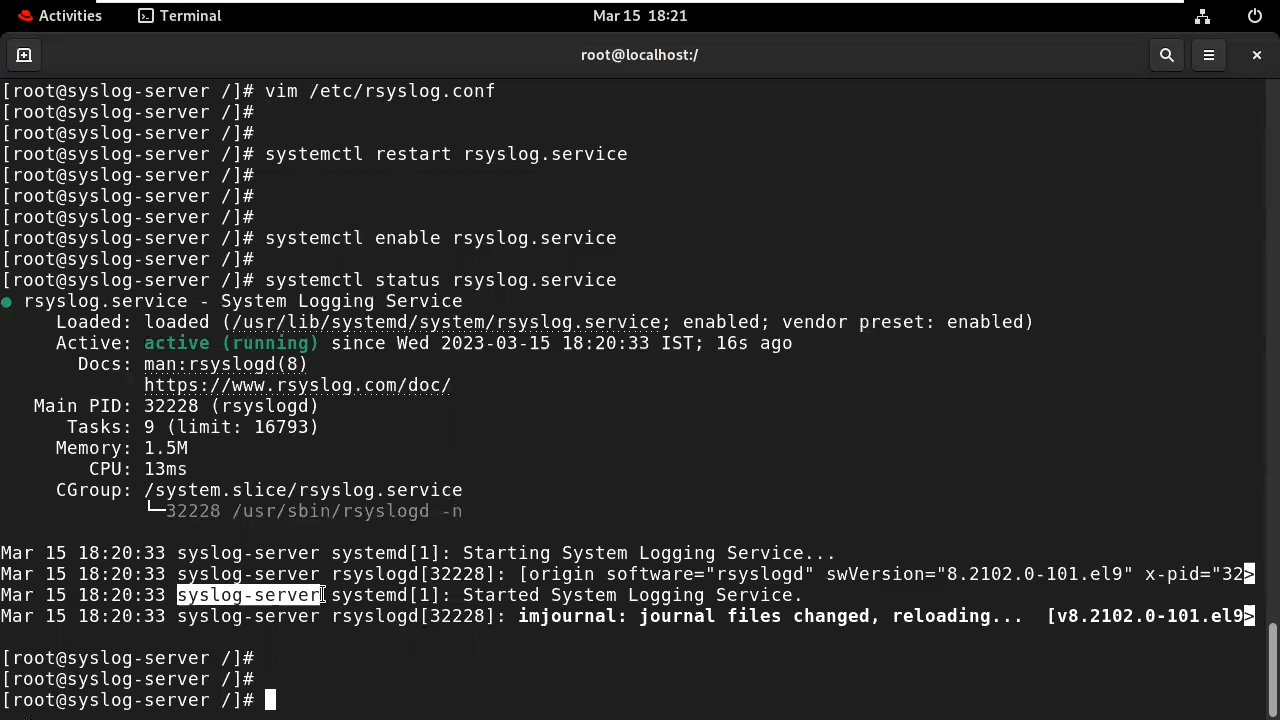 Activities Terminal Mar 15 18:21
root@localhost:/
[root@syslog-server /]# vim /etc/rsyslog.conf
[root@syslog-server /]#
[root@syslog-server /]#
[root@syslog-server /]# systemctl restart rsyslog.service
[root@syslog-server /]#
[root@syslog-server /]#
[root@syslog-server /]#
[root@syslog-server /]# systemctl enable rsyslog.service
[root@syslog-server /]#
[root@syslog-server /]# systemctl status rsyslog.service
● rsyslog.service - System Logging Service
Loaded: loaded (/usr/lib/systemd/system/rsyslog.service; enabled; vendor preset: enabled)
Active: active (running) since Wed 2023-03-15 18:20:33 IST; 16s ago
Docs: man:rsyslogd(8)
https://www.rsyslog.com/doc/
Main PID: 32228 (rsyslogd)
Tasks: 9 (limit: 16793)
Memory: 1.5M
CPU: 13ms
CGroup: /system.slice/rsyslog.service
└─32228 /usr/sbin/rsyslogd -n
Mar 15 18:20:33 syslog-server systemd[1]: Starting System Logging Service...
Mar 15 18:20:33 syslog-server rsyslogd[32228]: [origin software="rsyslogd" swVersion="8.2102.0-101.el9" x-pid="32>
Mar 15 18:20:33 syslog-server systemd[1]: Started System Logging Service.
Mar 15 18:20:33 syslog-server rsyslogd[32228]: imjournal: journal files changed, reloading... [v8.2102.0-101.el9>
[root@syslog-server /]#
[root@syslog-server /]#
[root@syslog-server /]#